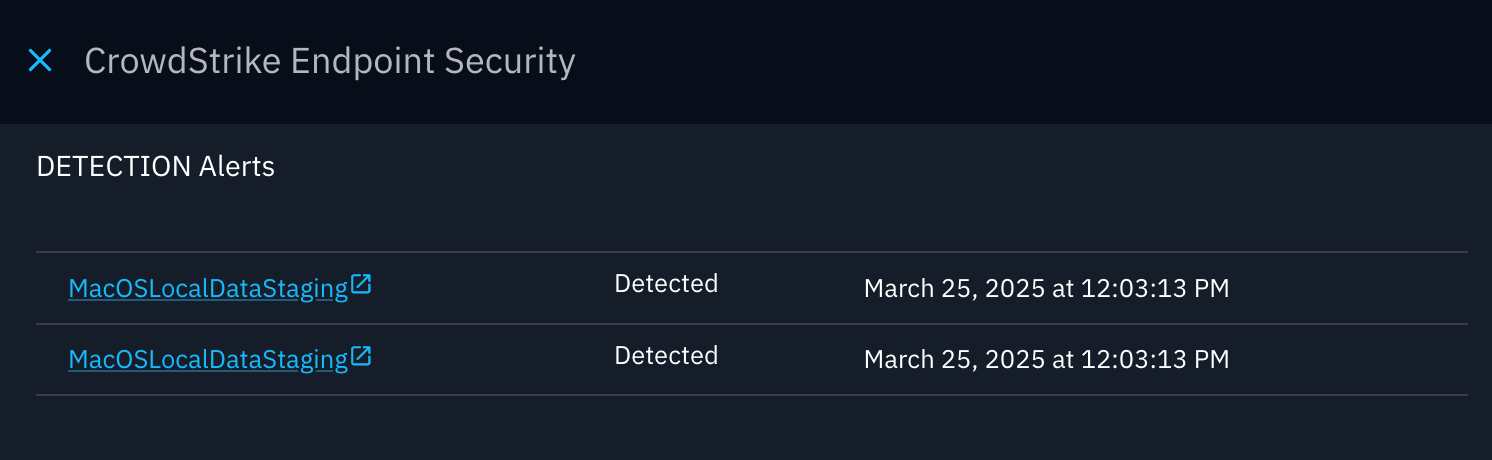 CrowdStrike Endpoint Security
DETECTION Alerts
MacOSLocalDataStaging Detected March 25, 2025 at 12:03:13 PM
MacOSLocalDataStaging Detected March 25, 2025 at 12:03:13 PM